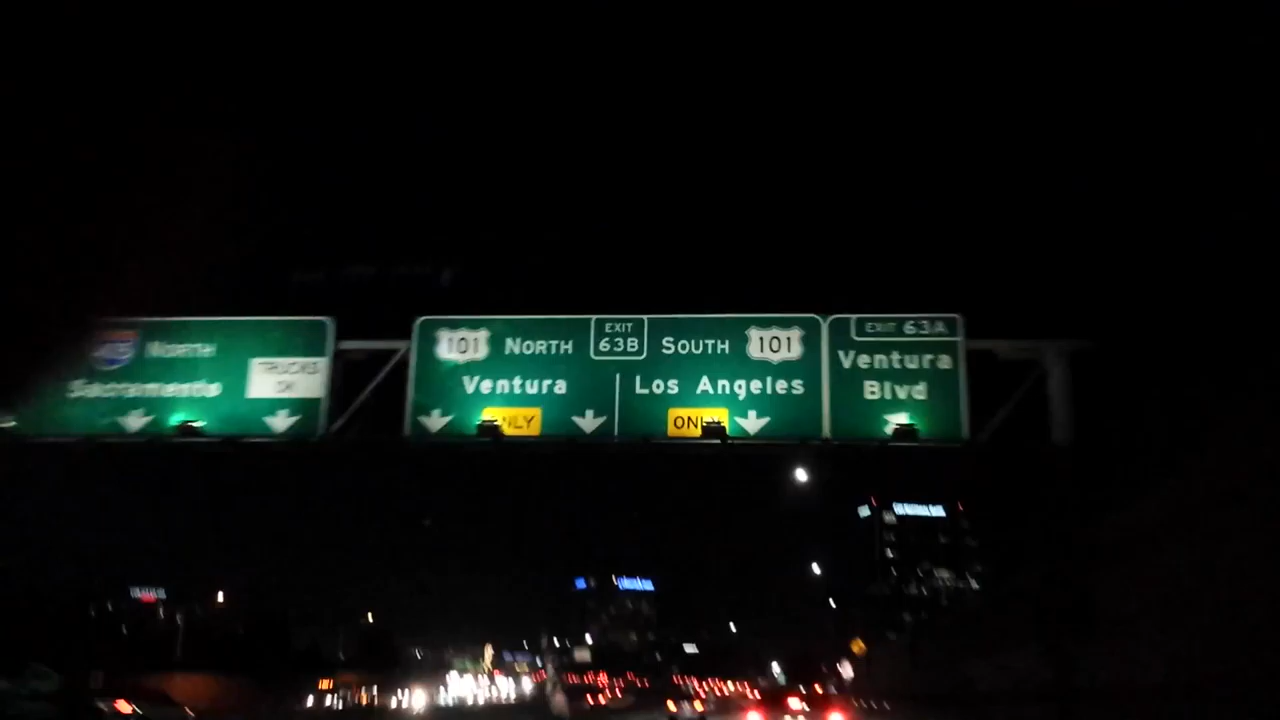 405 NORTH
Sacramento
TRUCKS
OK
101 NORTH
Ventura
ONLY
EXIT
63B
SOUTH 101
Los Angeles
ONLY
EXIT 63A
Ventura
Blvd